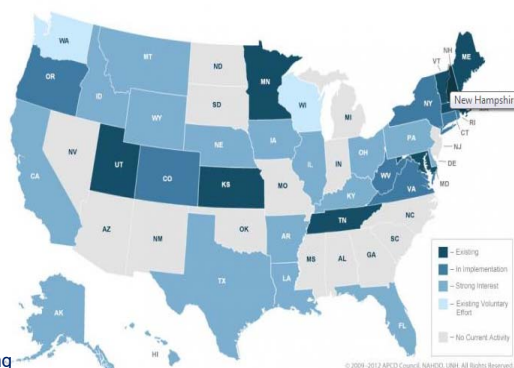 WA
MT
ND
MN
VT
NH
ME
OR
ID
SD
WI
MI
NY
New Hampshire
WY
RI
CT
NV
NE
IA
PA
NJ
IL
IN
OH
DE
CA
UT
CO
KS
MO
KY
WV
VA
MD
AZ
NM
OK
AR
TN
NC
SC
MS
AL
GA
TX
LA
FL
AK
HI
– Existing
– In Implementation
– Strong Interest
– Existing Voluntary
Effort
– No Current Activity
© 2009-2012 APCD Council, NAHDO, UNH. All Rights Reserved.